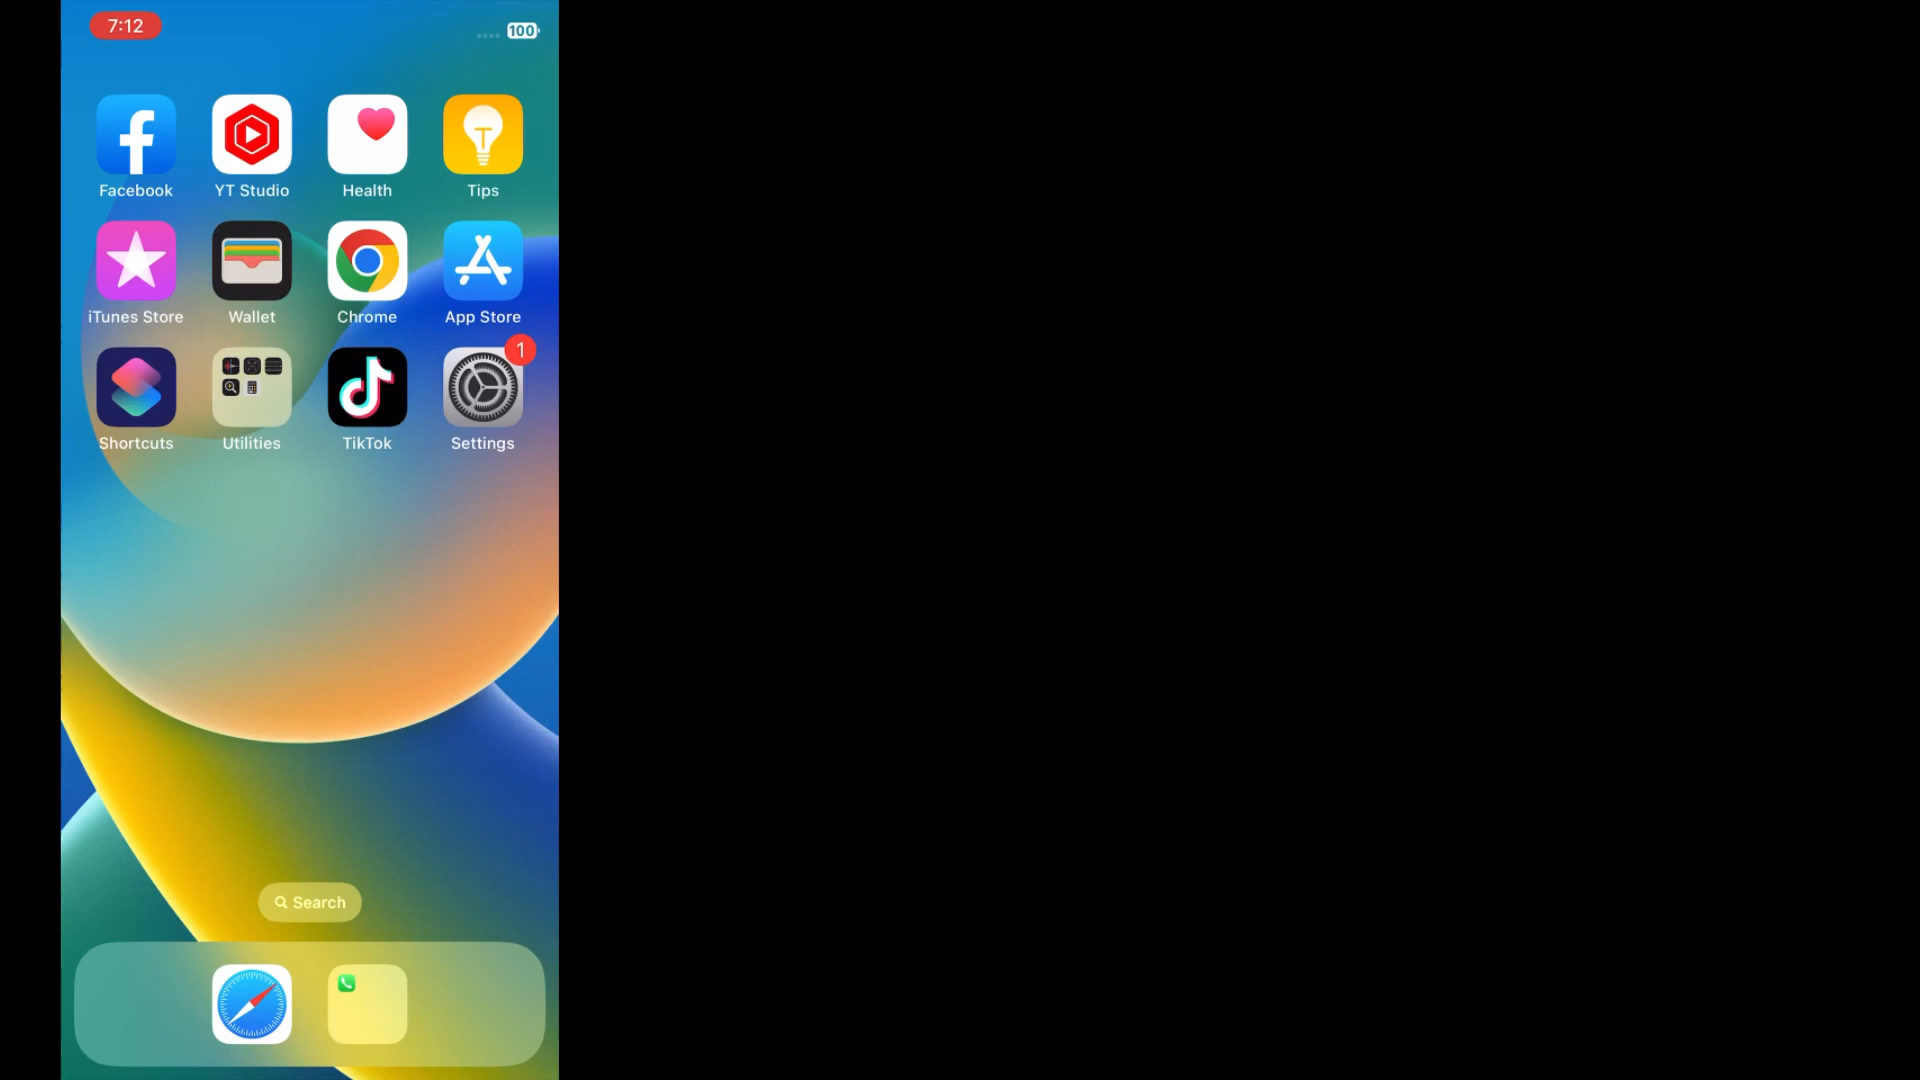 7:12
100
Facebook
YT Studio
Health
Tips
iTunes Store
Wallet
Chrome
App Store
1
Shortcuts
Utilities
TikTok
Settings
Search